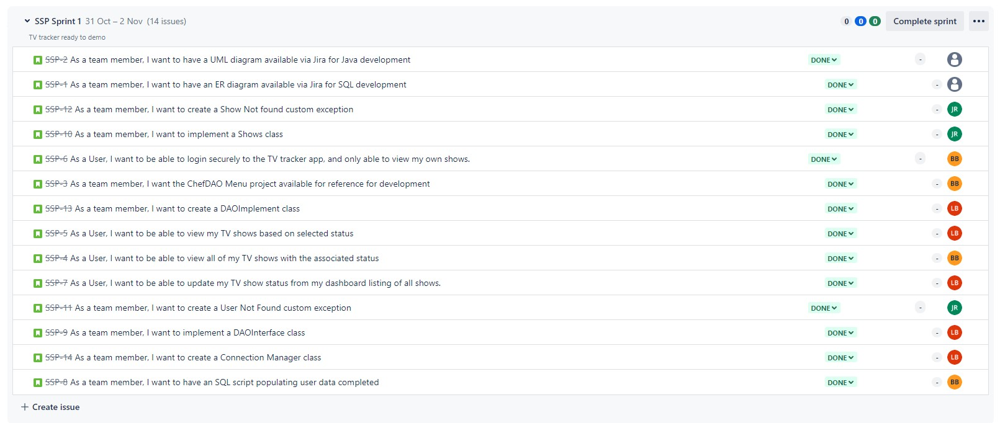 SSP Sprint 1 31 Oct – 2 Nov (14 issues) 0 0 0 Complete sprint
TV tracker ready to demo
SSP-2 As a team member, I want to have a UML diagram available via Jira for Java development DONE -
SSP-1 As a team member, I want to have an ER diagram available via Jira for SQL development DONE -
SSP-12 As a team member, I want to create a Show Not found custom exception DONE - JR
SSP-10 As a team member, I want to implement a Shows class DONE - JR
SSP-6 As a User, I want to be able to login securely to the TV tracker app, and only able to view my own shows. DONE - BB
SSP-3 As a team member, I want the ChefDAO Menu project available for reference for development DONE - BB
SSP-13 As a team member, I want to create a DAOImplement class DONE - LB
SSP-5 As a User, I want to be able to view my TV shows based on selected status DONE - LB
SSP-4 As a User, I want to be able to view all of my TV shows with the associated status DONE - BB
SSP-7 As a User, I want to be able to update my TV show status from my dashboard listing of all shows. DONE - LB
SSP-11 As a team member, I want to create a User Not Found custom exception DONE - JR
SSP-9 As a team member, I want to implement a DAOInterface class DONE - LB
SSP-14 As a team member, I want to create a Connection Manager class DONE - LB
SSP-8 As a team member, I want to have an SQL script populating user data completed DONE - BB
+ Create issue